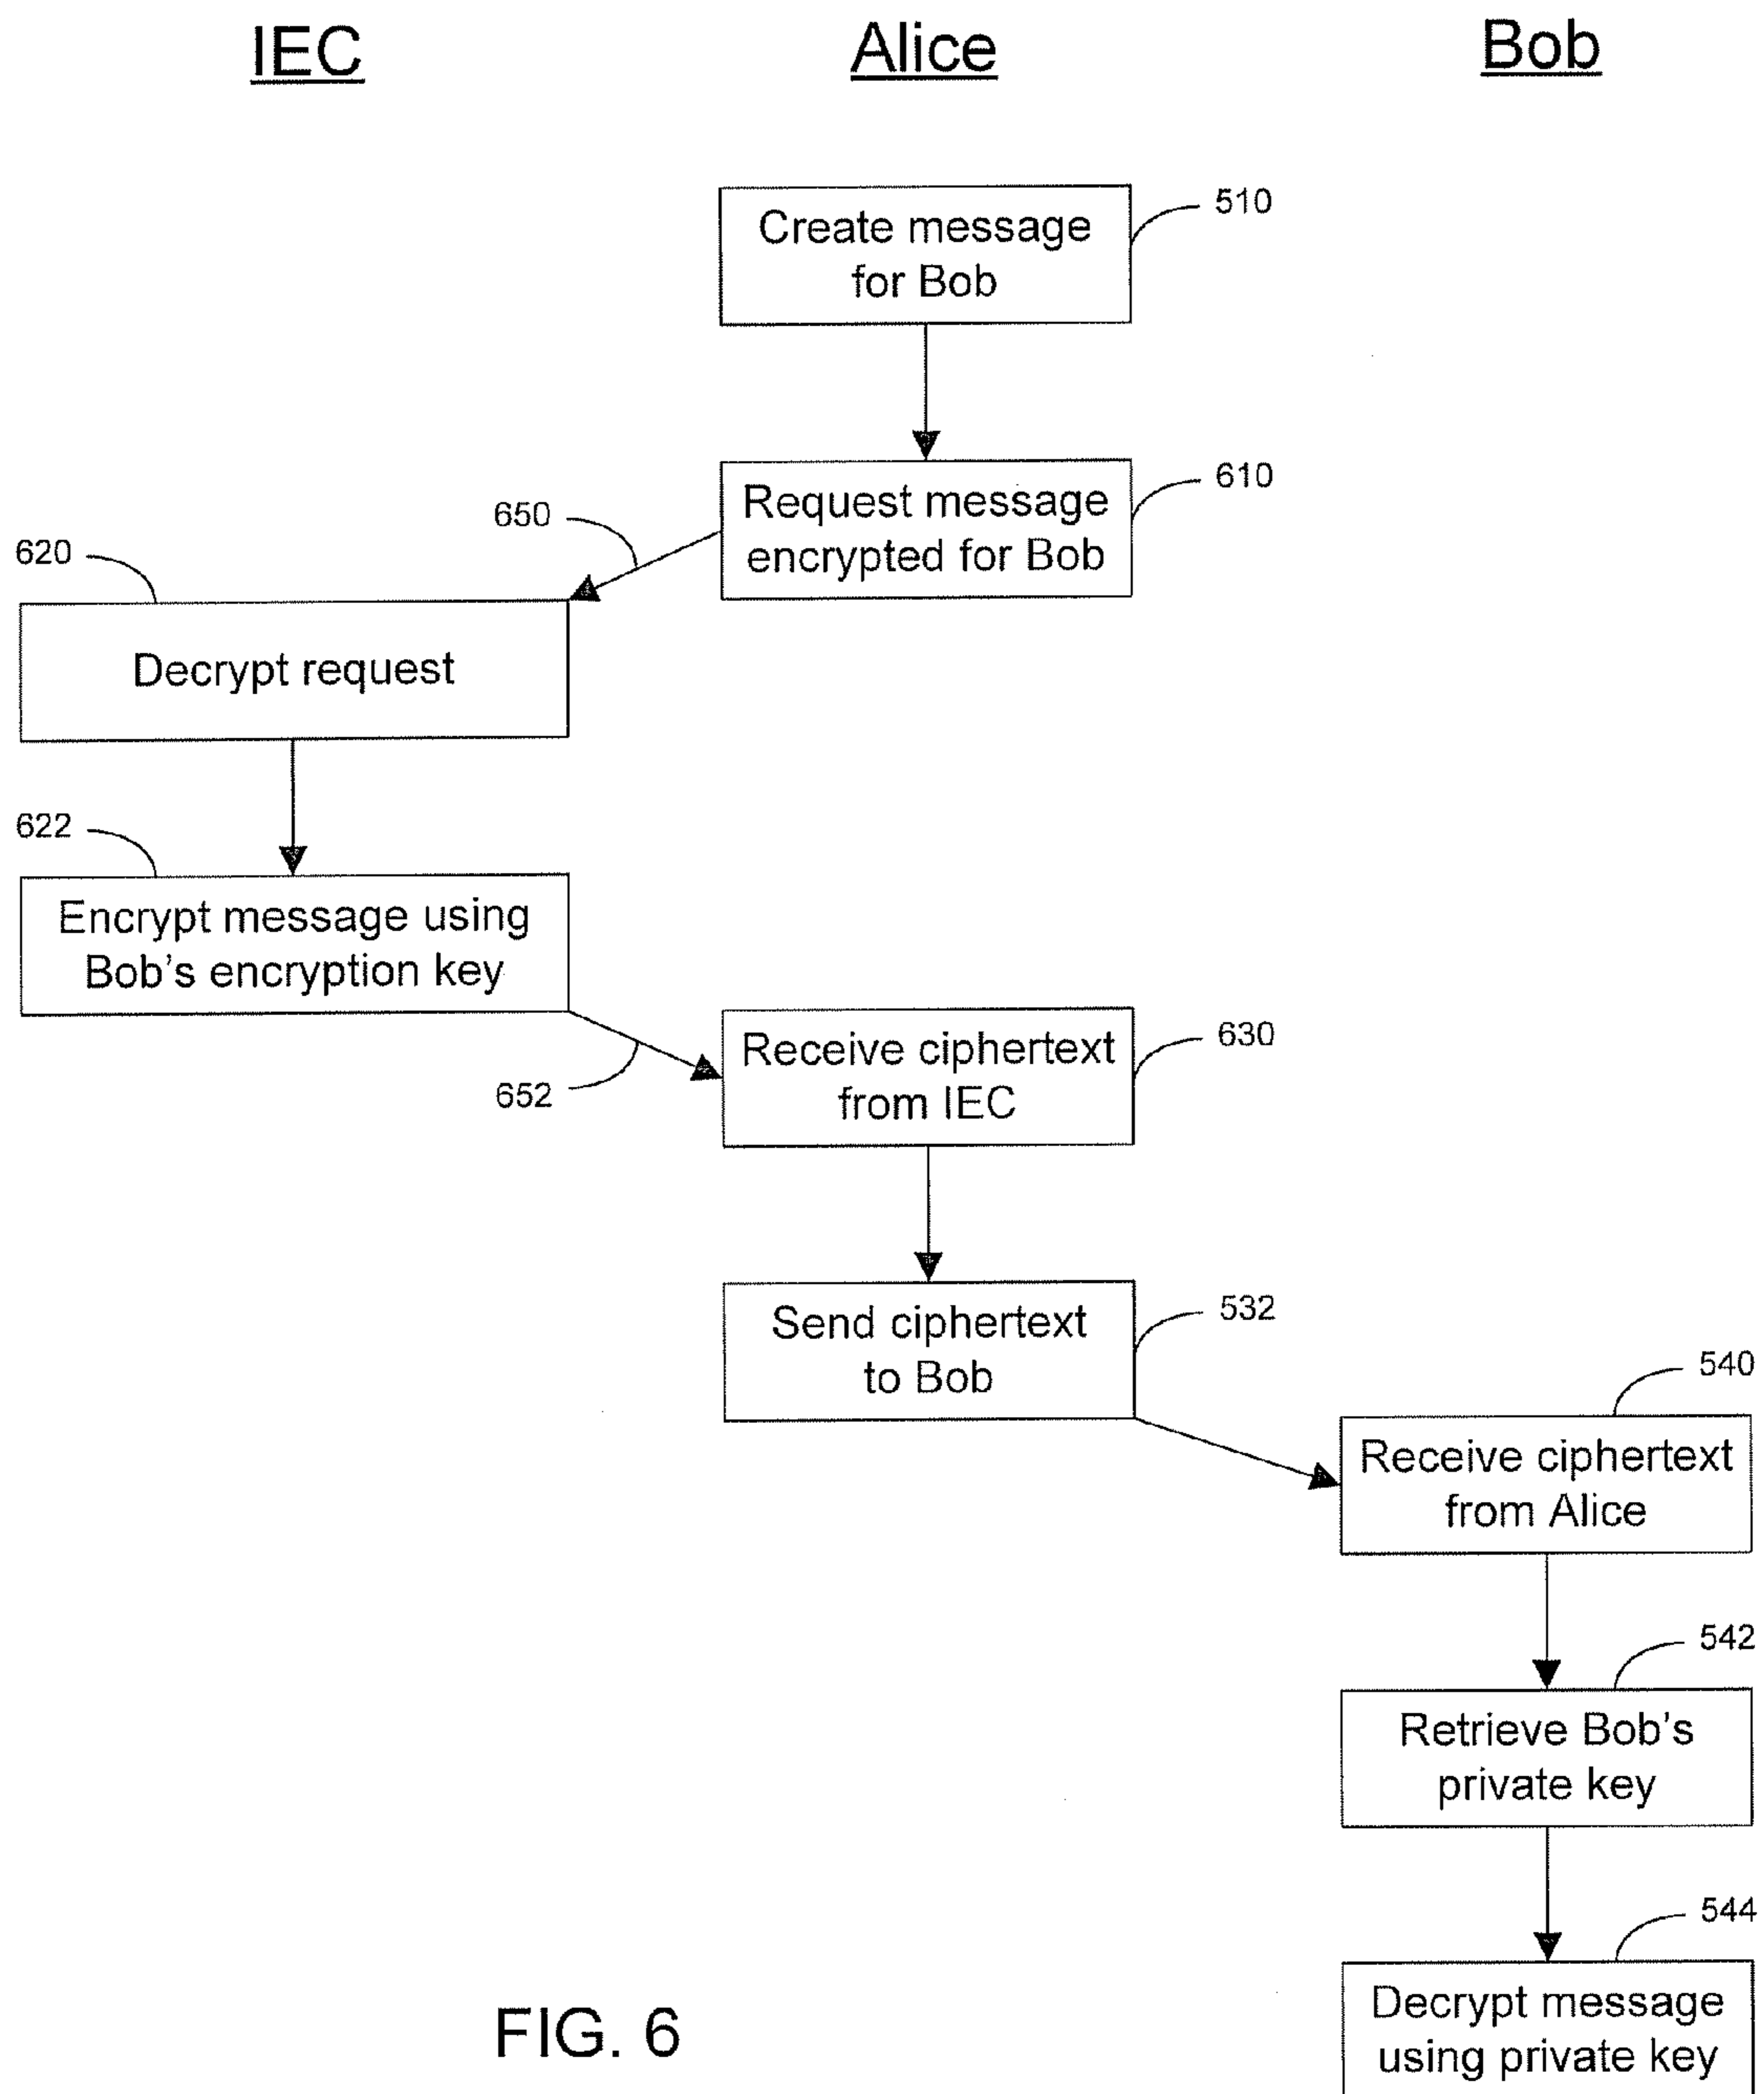 IEC
Alice
Bob
510
Create message
for Bob
610
Request message
encrypted for Bob
650
620
Decrypt request
622
Encrypt message using
Bob's encryption key
652
630
Receive ciphertext
from IEC
532
Send ciphertext
to Bob
540
Receive ciphertext
from Alice
542
Retrieve Bob's
private key
544
Decrypt message
using private key
FIG. 6